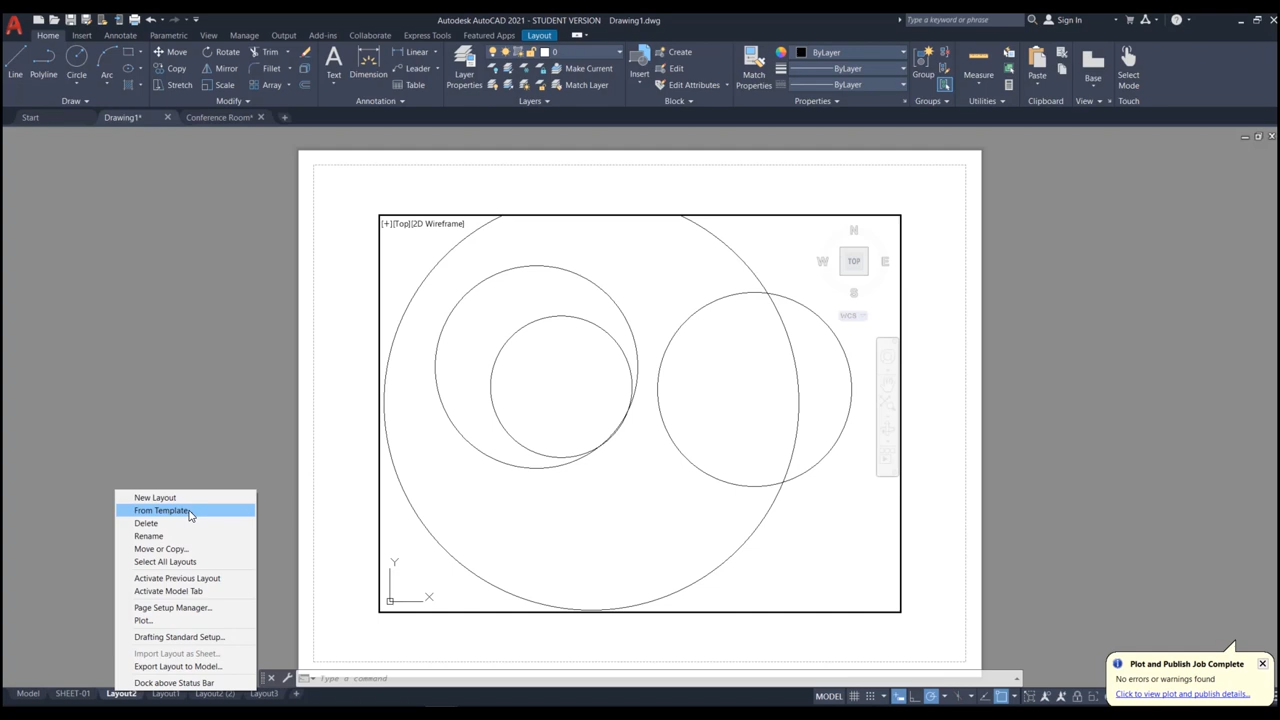 Autodesk AutoCAD 2021 - STUDENT VERSION Drawing1.dwg
Type a keyword or phrase
Sign In
Home Insert Annotate Parametric View Manage Output Add-ins Collaborate Express Tools Featured Apps Layout
Line Polyline Circle Arc
Move Rotate Trim
Copy Mirror Fillet
Stretch Scale Array
Text Dimension
Linear
Leader
Table
Layer
Properties
0
Make Current
Match Layer
Insert
Create
Edit
Edit Attributes
Match
Properties
ByLayer
ByLayer
ByLayer
Group
Measure
Paste
Base
Select
Mode
Draw Modify Annotation Layers Block Properties Groups Utilities Clipboard View Touch
Start Drawing1* Conference Room*
[+][Top][2D Wireframe]
N
W TOP E
S
WCS
Y
X
New Layout
From Template...
Delete
Rename
Move or Copy...
Select All Layouts
Activate Previous Layout
Activate Model Tab
Page Setup Manager...
Plot...
Drafting Standard Setup...
Import Layout as Sheet...
Export Layout to Model...
Dock above Status Bar
Type a command
Model SHEET-01 Layout2 Layout1 Layout2 (2) Layout3 +
MODEL
Plot and Publish Job Complete
No errors or warnings found
Click to view plot and publish details...